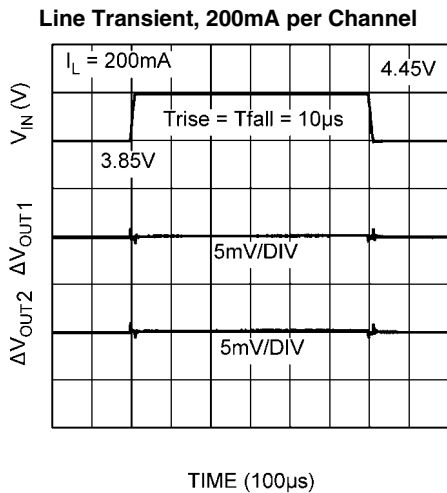 Line Transient, 200mA per Channel
I_L = 200mA
4.45V
V_IN (V)
Trise = Tfall = 10µs
3.85V
ΔV_OUT1
5mV/DIV
ΔV_OUT2
5mV/DIV
TIME (100µs)